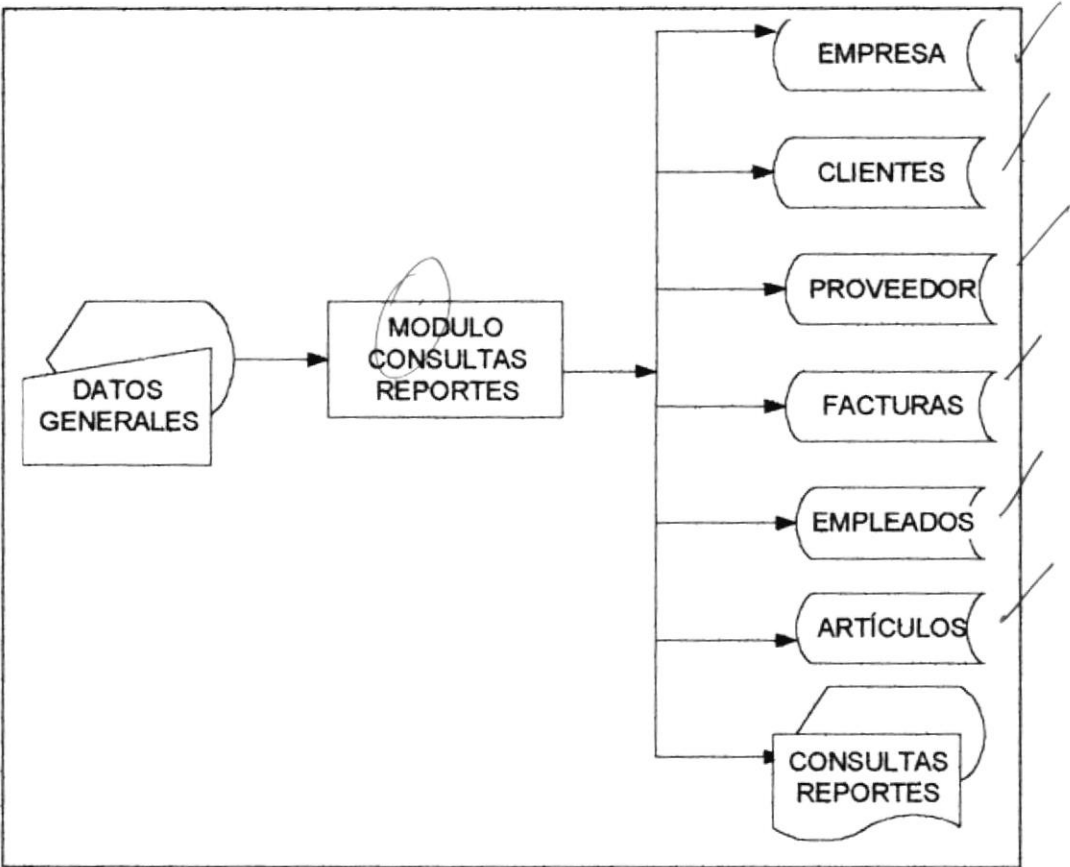 EMPRESA
CLIENTES
PROVEEDOR
FACTURAS
EMPLEADOS
ARTÍCULOS
DATOS
GENERALES
MODULO
CONSULTAS
REPORTES
CONSULTAS
REPORTES